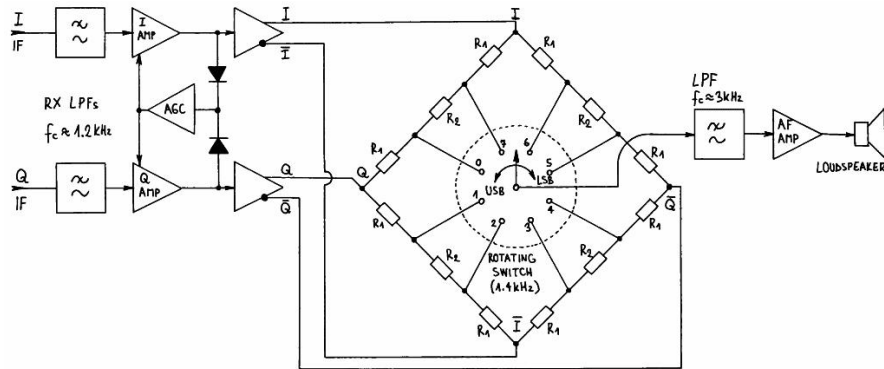 I
IF
I
AMP
I
I̅
RX LPFs
fc ≈ 1.2 kHz
AGC
Q
IF
Q
AMP
Q
Q̅
I
R1
R1
R2
R2
R1
R1
Q
Q̅
R1
R1
R2
R2
R1
R1
I̅
7
6
0
5
1
4
2
3
USB
LSB
ROTATING
SWITCH
(1.4kHz)
LPF
fc≈3kHz
AF
AMP
LOUDSPEAKER